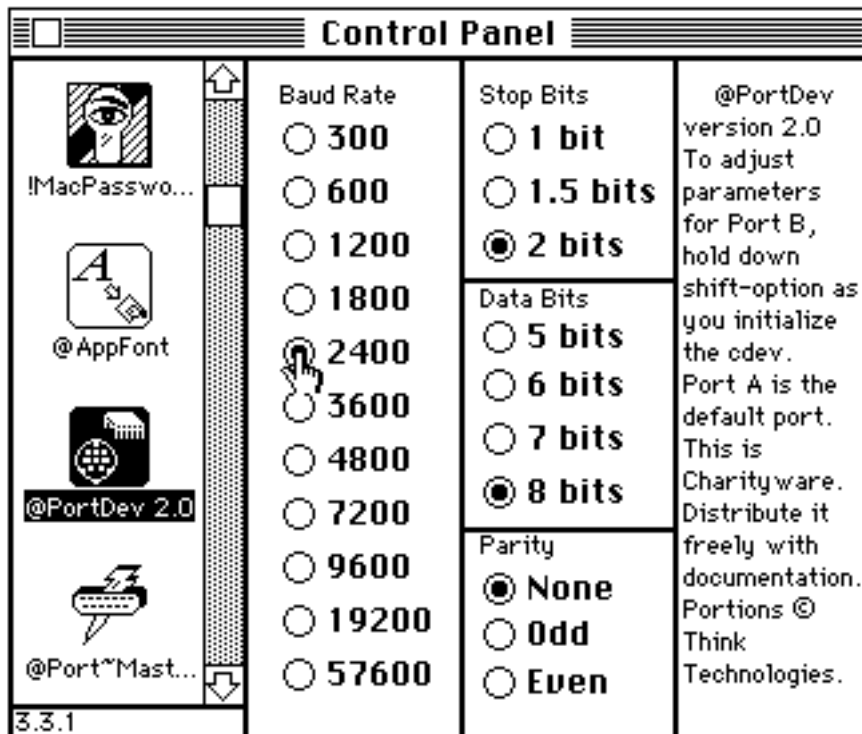 Control Panel
!MacPasswo...
@AppFont
@PortDev 2.0
@Port~Mast...
3.3.1
Baud Rate
300
600
1200
1800
2400
3600
4800
7200
9600
19200
57600
Stop Bits
1 bit
1.5 bits
2 bits
Data Bits
5 bits
6 bits
7 bits
8 bits
Parity
None
Odd
Even
@PortDev
version 2.0
To adjust
parameters
for Port B,
hold down
shift-option as
you initialize
the cdev.
Port A is the
default port.
This is
Charityware.
Distribute it
freely with
documentation.
Portions ©
Think
Technologies.